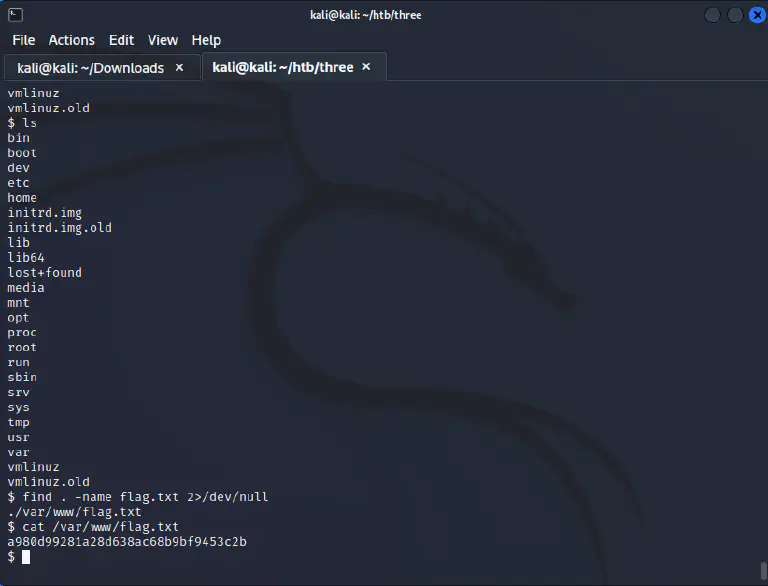 kali@kali: ~/htb/three
File Actions Edit View Help
kali@kali: ~/Downloads × kali@kali: ~/htb/three ×
vmlinuz
vmlinuz.old
$ ls
bin
boot
dev
etc
home
initrd.img
initrd.img.old
lib
lib64
lost+found
media
mnt
opt
proc
root
run
sbin
srv
sys
tmp
usr
var
vmlinuz
vmlinuz.old
$ find . -name flag.txt 2>/dev/null
./var/www/flag.txt
$ cat /var/www/flag.txt
a980d99281a28d638ac68b9bf9453c2b
$